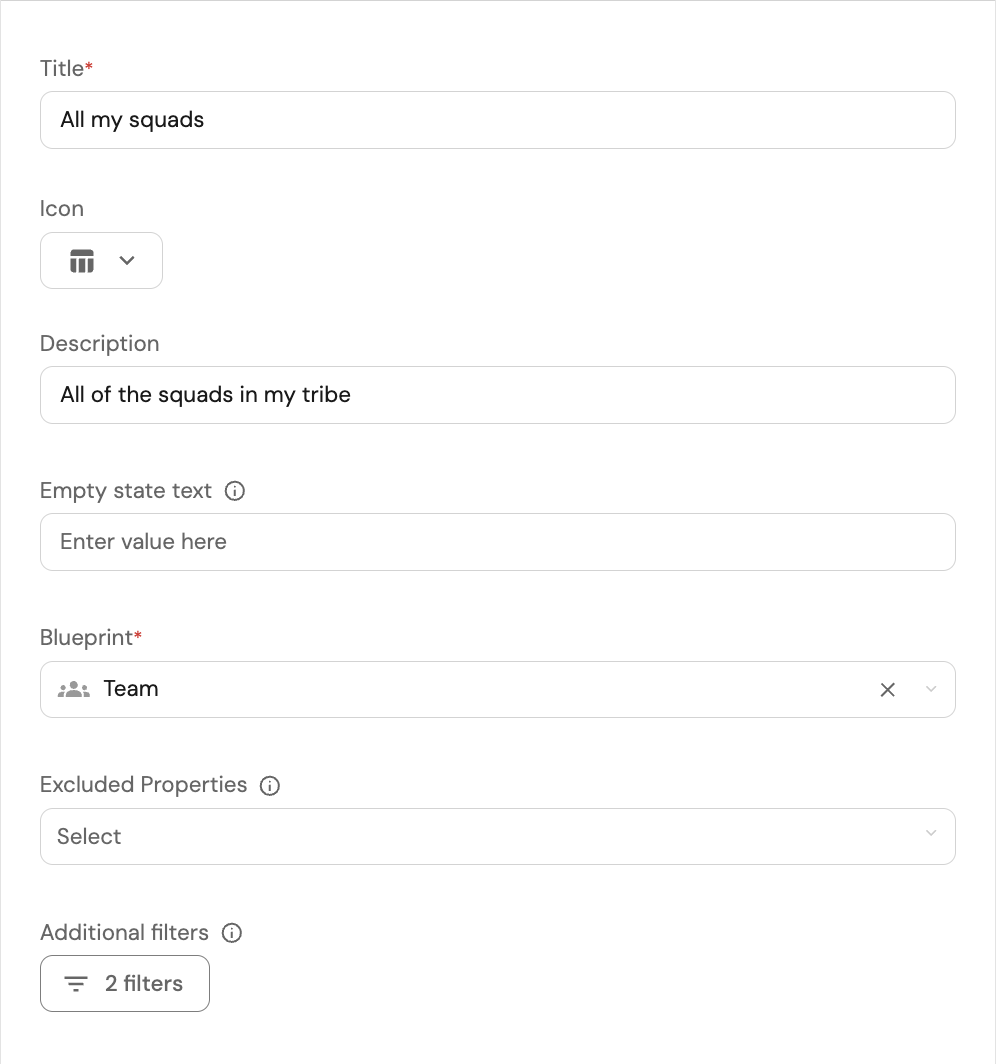 Title*
All my squads
Icon
Description
All of the squads in my tribe
Empty state text
Enter value here
Blueprint*
Team
Excluded Properties
Select
Additional filters
2 filters